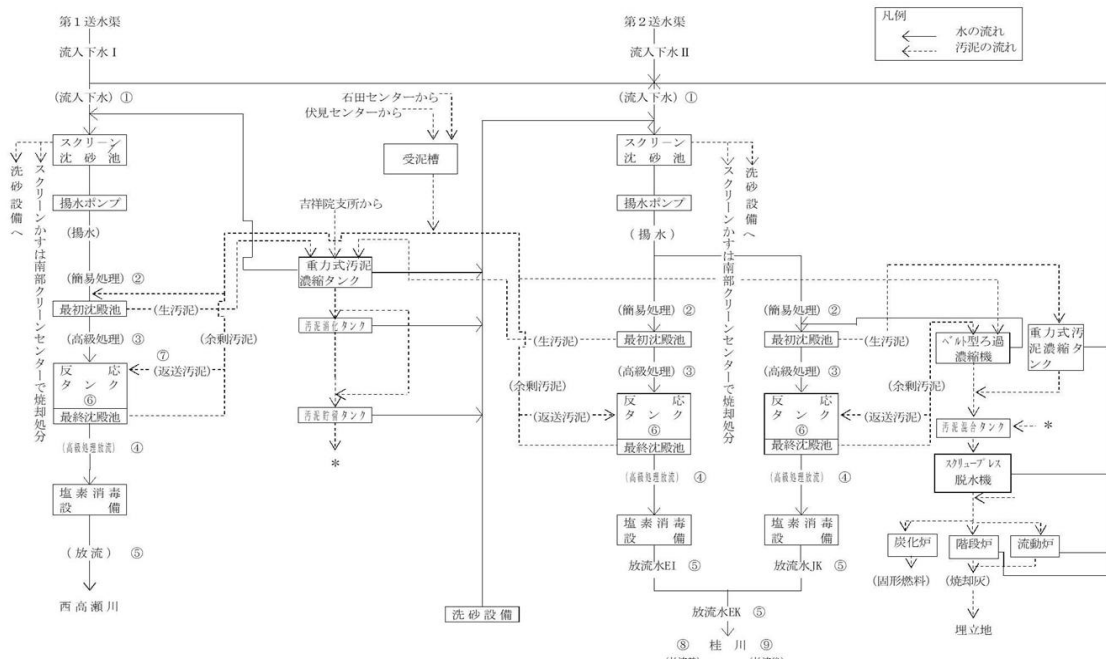 第１送水渠
流入下水Ⅰ
(流入下水) ①
スクリーン
沈砂池
洗砂設備へ
スクリーンかすは南部クリーンセンターで焼却処分
揚水ポンプ
(揚水)
(簡易処理) ②
最初沈殿池
(生汚泥)
(高級処理) ③
(余剰汚泥)
⑦
(返送汚泥)
反応
タンク
⑥
最終沈殿池
(高級処理放流) ④
塩素消毒
設備
(放流) ⑤
西高瀬川
石田センターから
伏見センターから
受泥槽
吉祥院支所から
重力式汚泥
濃縮タンク
汚泥消化タンク
汚泥貯留タンク
*
洗砂設備
第２送水渠
流入下水Ⅱ
(流入下水) ①
スクリーン
沈砂池
洗砂設備へ
スクリーンかすは南部クリーンセンターで焼却処分
揚水ポンプ
(揚水)
(簡易処理) ②
最初沈殿池
(生汚泥)
(高級処理) ③
(余剰汚泥)
(返送汚泥)
反応
タンク
⑥
最終沈殿池
(高級処理放流) ④
塩素消毒
設備
放流水EI ⑤
(簡易処理) ②
最初沈殿池
(生汚泥)
(高級処理) ③
(余剰汚泥)
(返送汚泥)
反応
タンク
⑥
最終沈殿池
(高級処理放流) ④
塩素消毒
設備
放流水JK ⑤
放流水EK ⑤
⑧ 桂川 ⑨
凡例
水の流れ
汚泥の流れ
ベルト型ろ過
濃縮機
重力式汚
泥濃縮タ
ンク
汚泥混合タンク
*
スクリュープレス
脱水機
炭化炉
階段炉
流動炉
(固形燃料)
(焼却灰)
埋立地